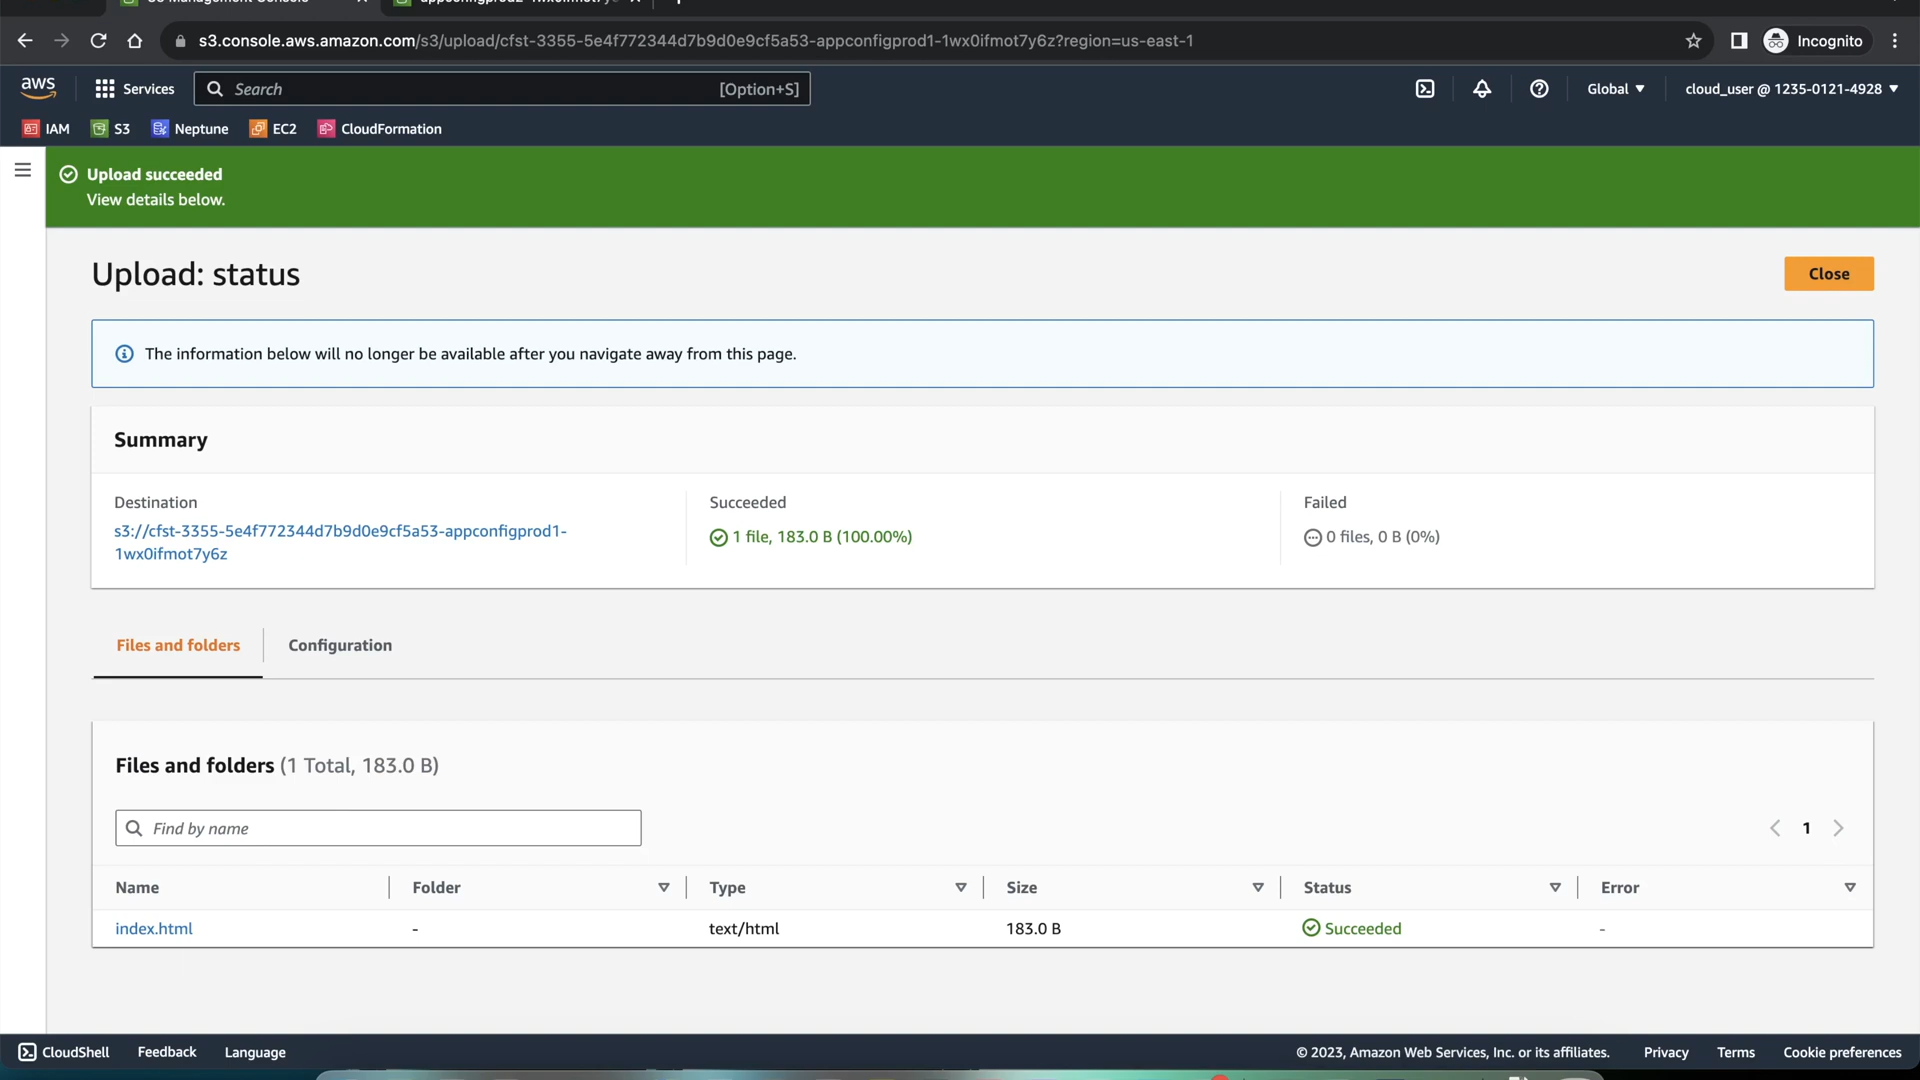 s3.console.aws.amazon.com/s3/upload/cfst-3355-5e4f772344d7b9d0e9cf5a53-appconfigprod1-1wx0ifmot7y6z?region=us-east-1
Incognito
aws
Services
Search
[Option+S]
Global
cloud_user @ 1235-0121-4928
IAM
S3
Neptune
EC2
CloudFormation
Upload succeeded
View details below.
Upload: status
Close
The information below will no longer be available after you navigate away from this page.
Summary
Destination
s3://cfst-3355-5e4f772344d7b9d0e9cf5a53-appconfigprod1-
1wx0ifmot7y6z
Succeeded
1 file, 183.0 B (100.00%)
Failed
0 files, 0 B (0%)
Files and folders
Configuration
Files and folders (1 Total, 183.0 B)
Find by name
1
Name
Folder
Type
Size
Status
Error
index.html
-
text/html
183.0 B
Succeeded
-
CloudShell
Feedback
Language
© 2023, Amazon Web Services, Inc. or its affiliates.
Privacy
Terms
Cookie preferences